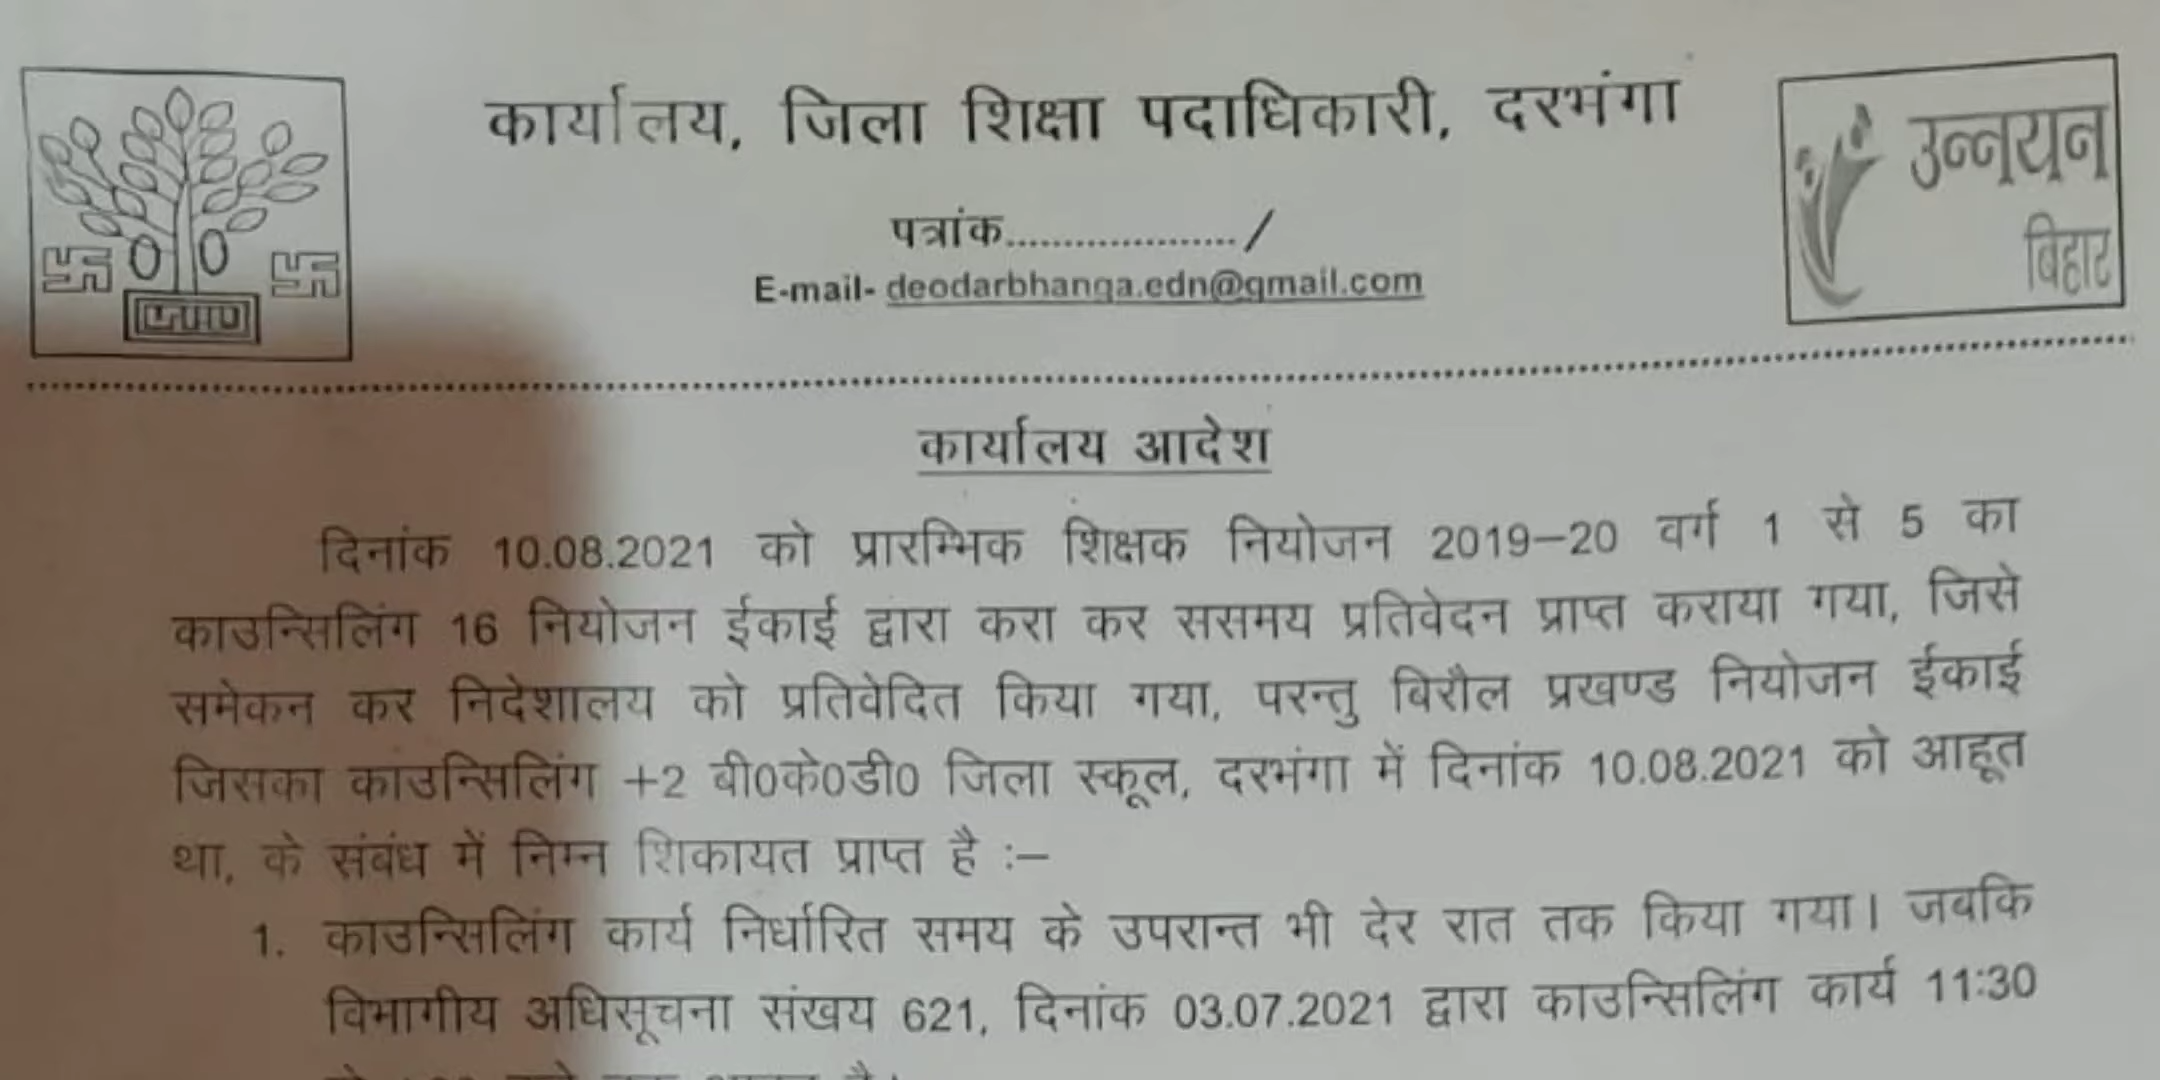 कार्यालय, जिला शिक्षा पदाधिकारी, दरभंगा
उन्नयन
बिहार
पत्रांक..................../
E-mail- deodarbhanga.edn@gmail.com
कार्यालय आदेश
दिनांक 10.08.2021 को प्रारम्भिक शिक्षक नियोजन 2019–20 वर्ग 1 से 5 का
काउन्सिलिंग 16 नियोजन ईकाई द्वारा करा कर ससमय प्रतिवेदन प्राप्त कराया गया, जिसे
समेकन कर निदेशालय को प्रतिवेदित किया गया, परन्तु बिरौल प्रखण्ड नियोजन ईकाई
जिसका काउन्सिलिंग +2 बी0के0डी0 जिला स्कूल, दरभंगा में दिनांक 10.08.2021 को आहूत
था, के संबंध में निम्न शिकायत प्राप्त है :–
1. काउन्सिलिंग कार्य निर्धारित समय के उपरान्त भी देर रात तक किया गया। जबकि
विभागीय अधिसूचना संखय 621, दिनांक 03.07.2021 द्वारा काउन्सिलिंग कार्य 11:30